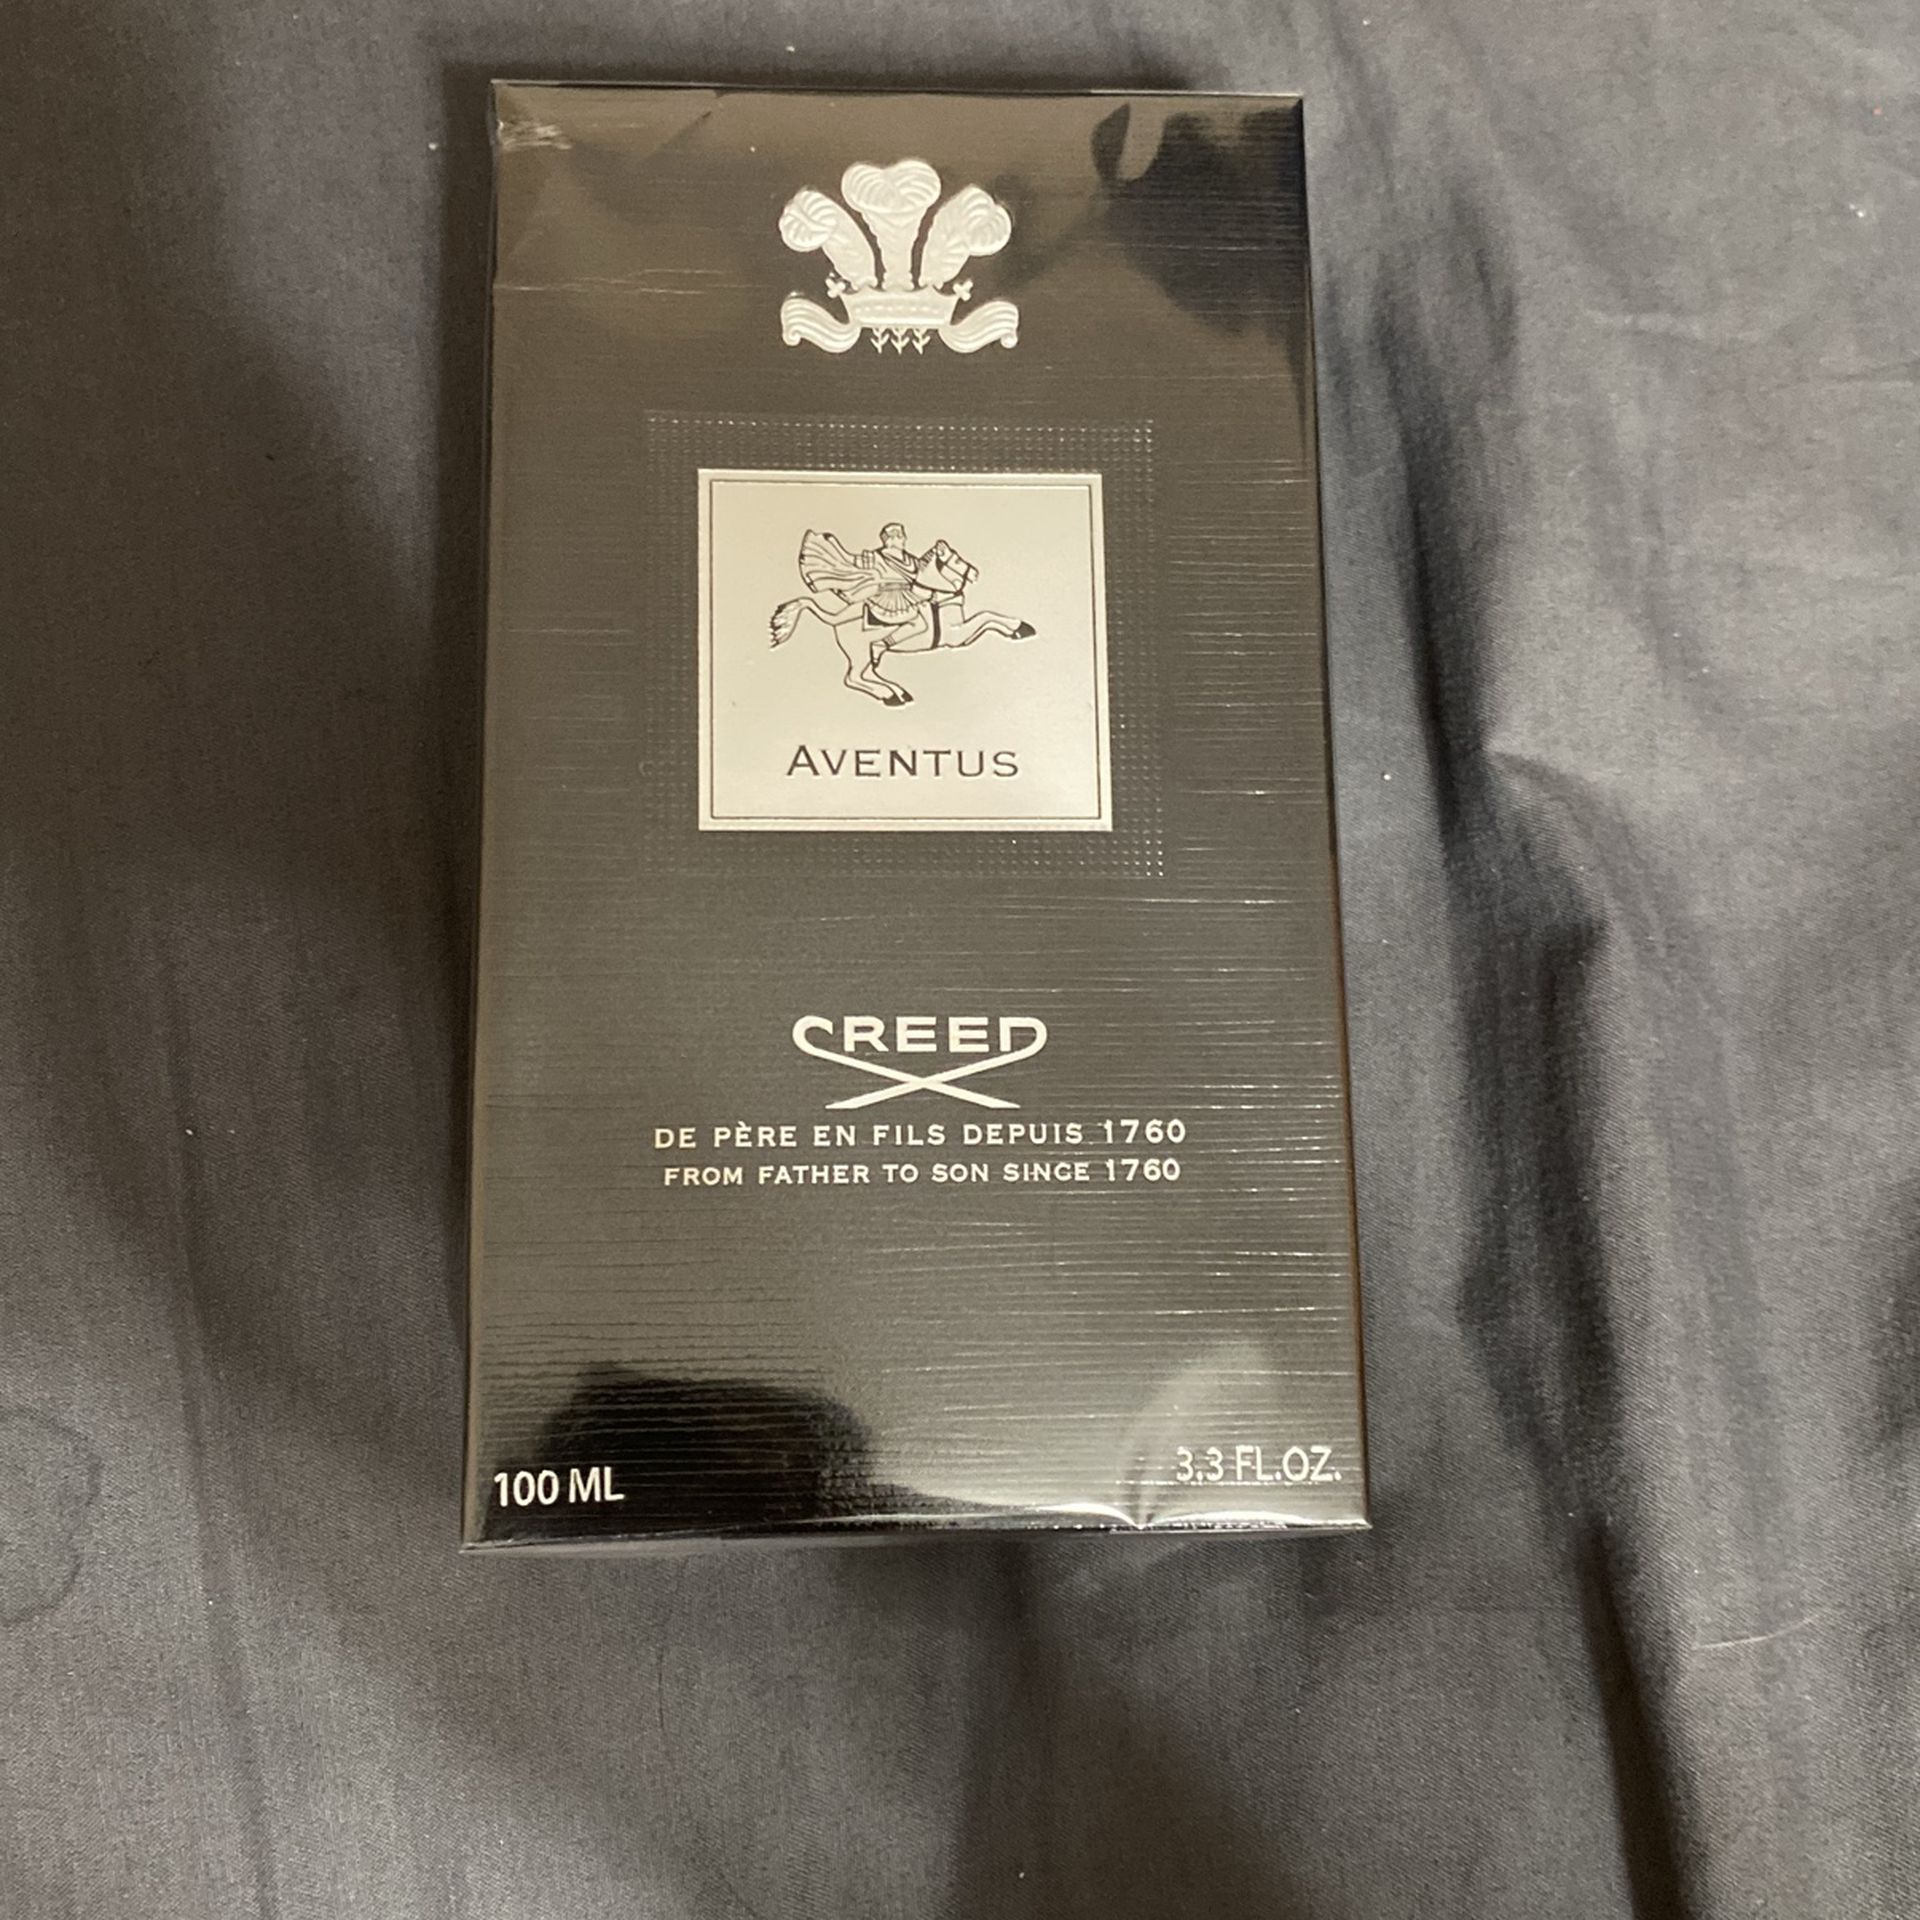 AVENTUS
CREED
DE PÈRE EN FILS DEPUIS 1760
FROM FATHER TO SON SINCE 1760
100 ML
3.3 FL.OZ.